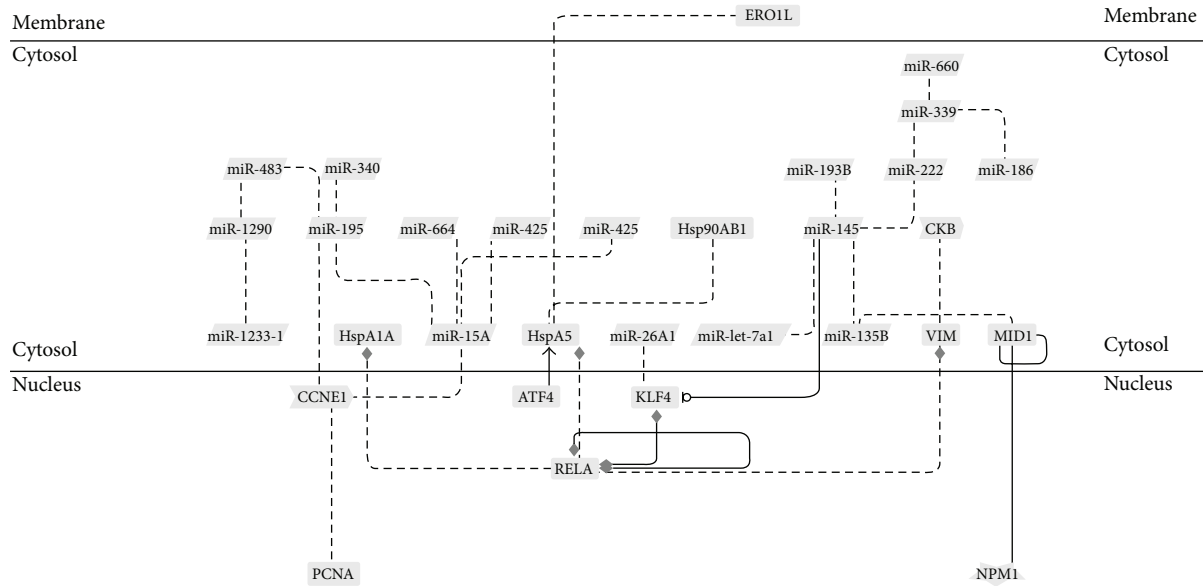 ERO1L
Membrane
Membrane
Cytosol
Cytosol
miR-660
miR-339
miR-483
miR-340
miR-193B
miR-222
miR-186
miR-1290
miR-195
miR-664
miR-425
miR-425
Hsp90AB1
miR-145
CKB
miR-1233-1
HspA1A
miR-15A
HspA5
miR-26A1
miR-let-7a1
miR-135B
VIM
MID1
Cytosol
Cytosol
Nucleus
Nucleus
CCNE1
ATF4
KLF4
RELA
PCNA
NPM1